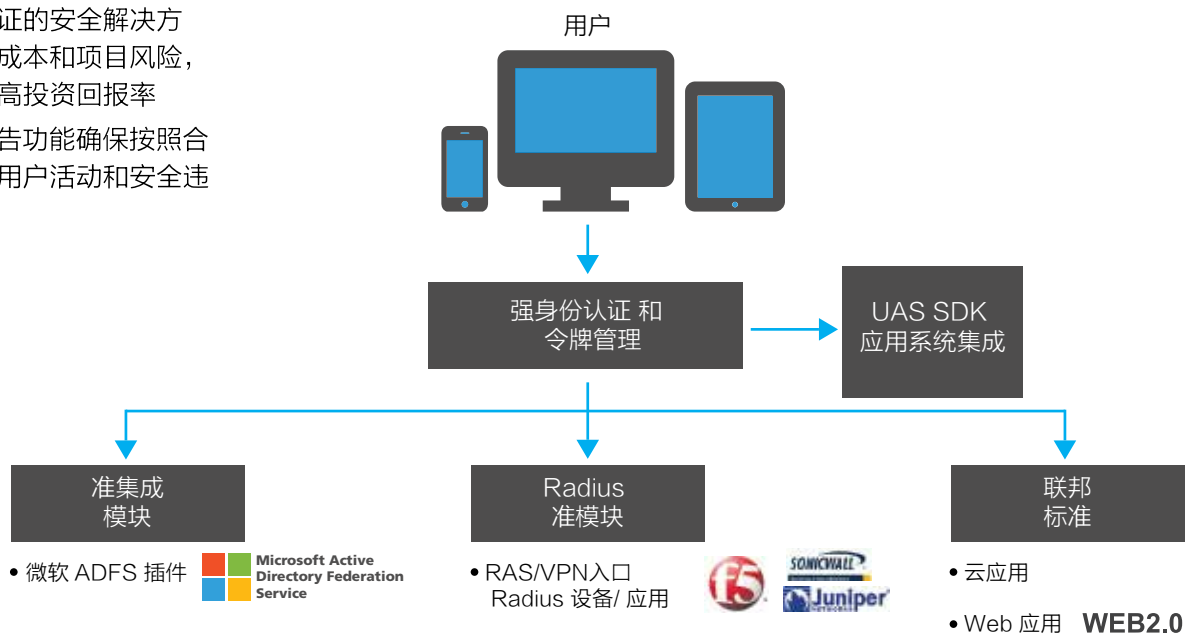 证的安全解决方
成本和项目风险，
高投资回报率
告功能确保按照合
用户活动和安全违
用户
强身份认证 和
令牌管理
UAS SDK
应用系统集成
准集成
模块
Radius
准模块
联邦
标准
• 微软 ADFS 插件
Microsoft Active
Directory Federation
Service
• RAS/VPN入口
Radius 设备/ 应用
f5
SONICWALL
Juniper
NETWORKS
• 云应用
• Web 应用 WEB2,0